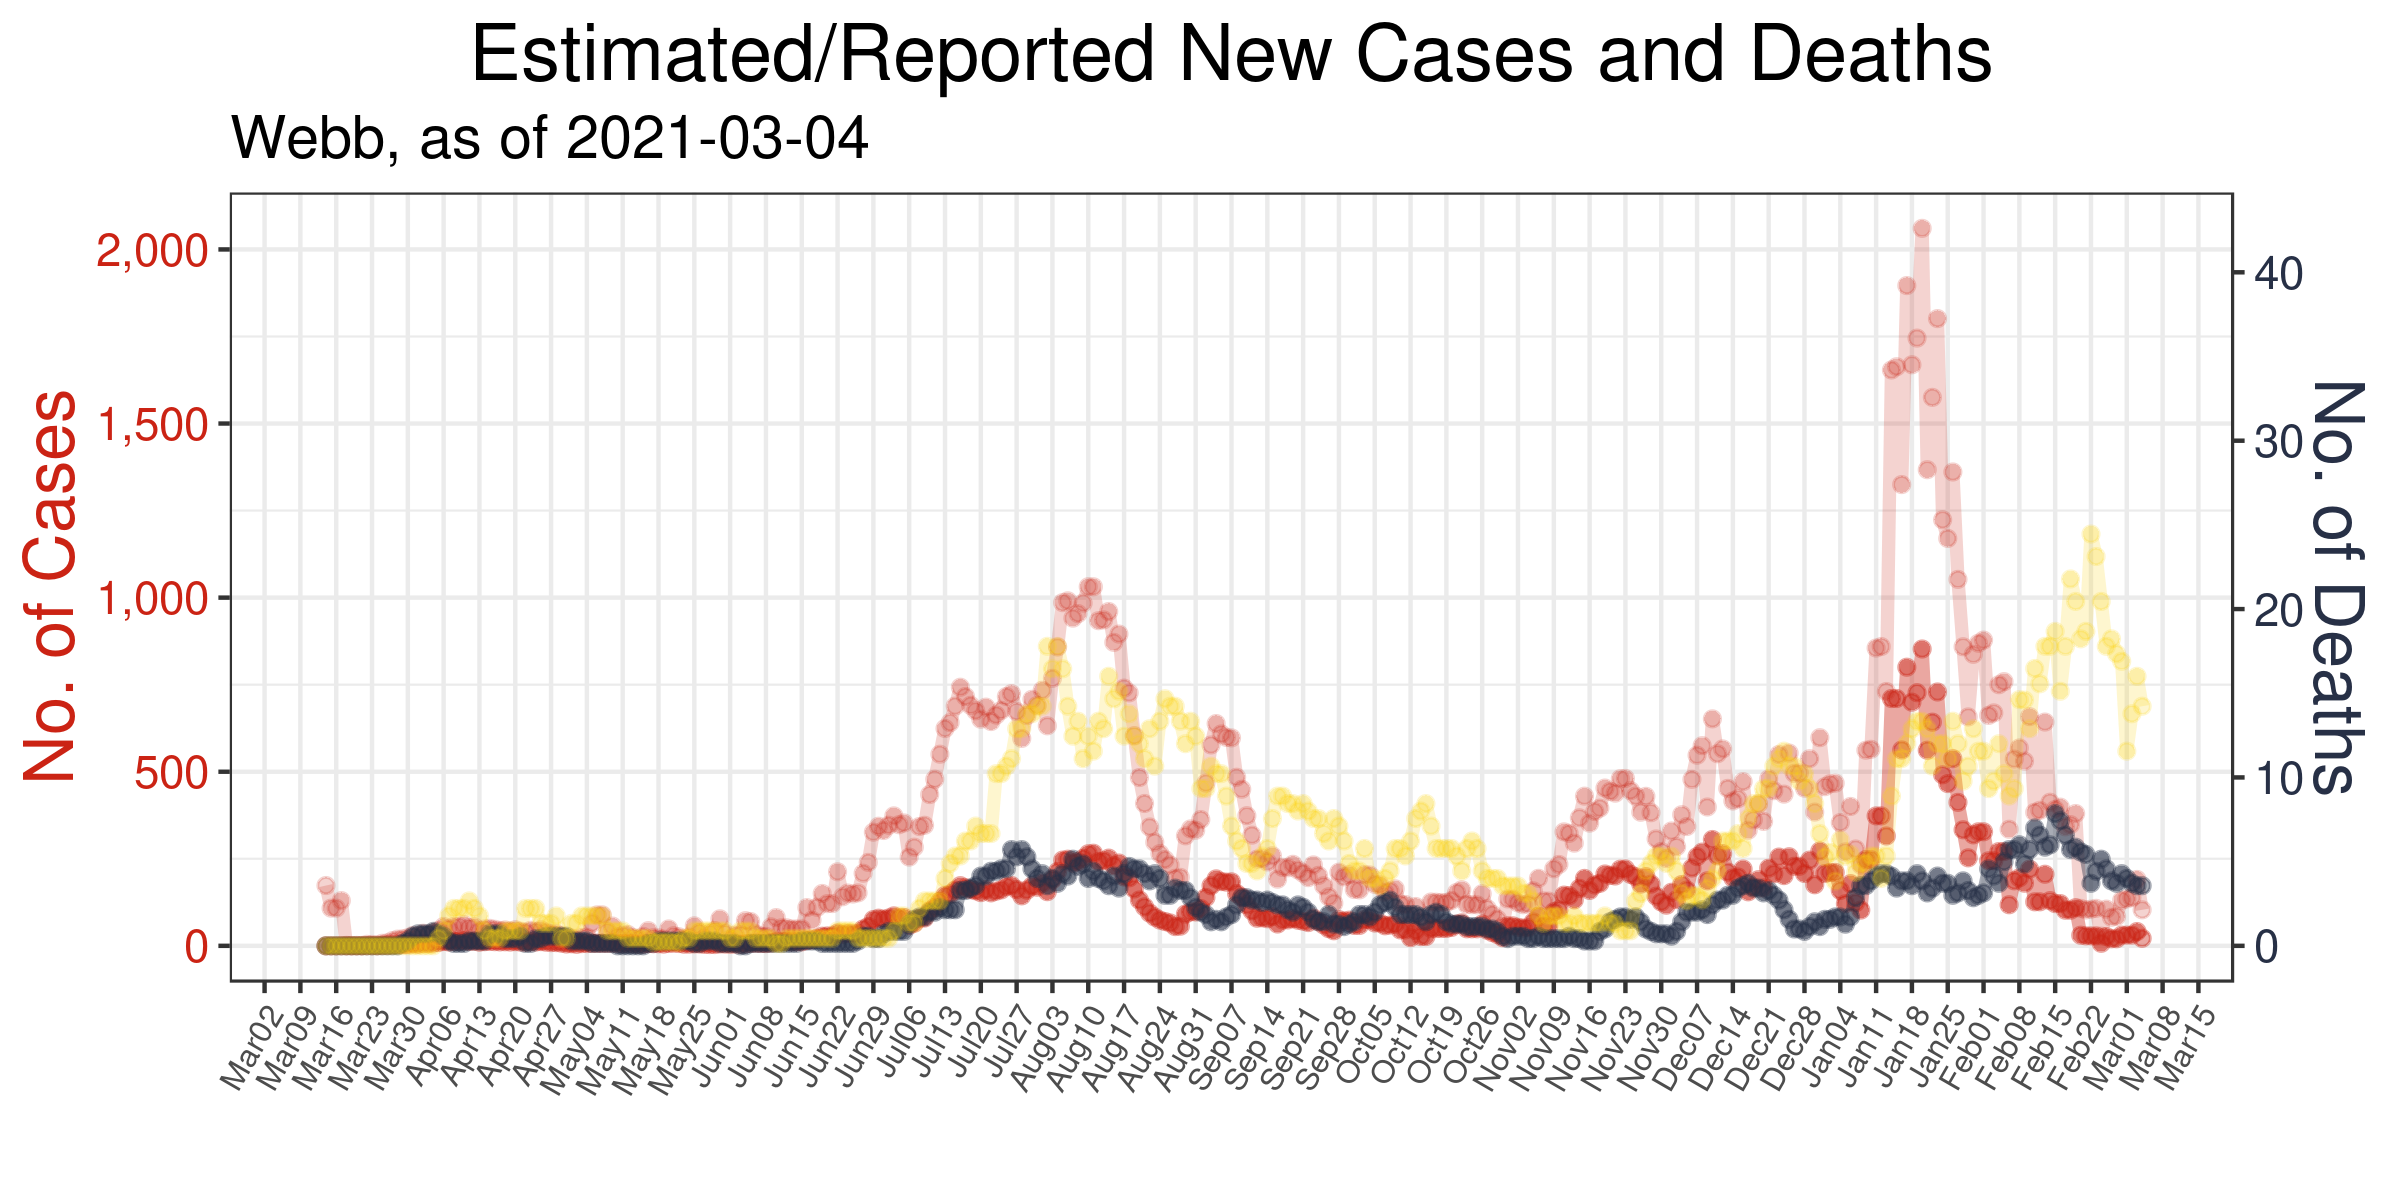 Estimated/Reported New Cases and Deaths
Webb, as of 2021-03-04
No. of Cases
2,000
1,500
1,000
500
0
40
30
20
10
0
No. of Deaths
Mar02
Mar09
Mar16
Mar23
Mar30
Apr06
Apr13
Apr20
Apr27
May04
May11
May18
May25
Jun01
Jun08
Jun15
Jun22
Jun29
Jul06
Jul13
Jul20
Jul27
Aug03
Aug10
Aug17
Aug24
Aug31
Sep07
Sep14
Sep21
Sep28
Oct05
Oct12
Oct19
Oct26
Nov02
Nov09
Nov16
Nov23
Nov30
Dec07
Dec14
Dec21
Dec28
Jan04
Jan11
Jan18
Jan25
Feb01
Feb08
Feb15
Feb22
Mar01
Mar08
Mar15